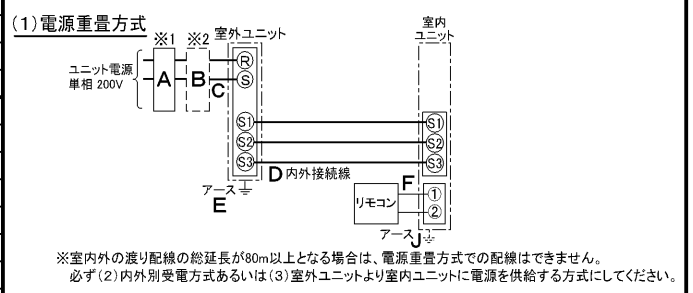 (1)電源重畳方式
※1 ※2 室外ユニット 室内ユニット
ユニット電源
単相 200V
A B C
R
S
S1 S1
S2 S2
S3 S3
D 内外接続線
アース
E
F
リモコン
①
②
アース J
※室内外の渡り配線の総延長が80m以上となる場合は、電源重畳方式での配線はできません。
必ず(2)内外別受電方式あるいは(3)室外ユニットより室内ユニットに電源を供給する方式にしてください。